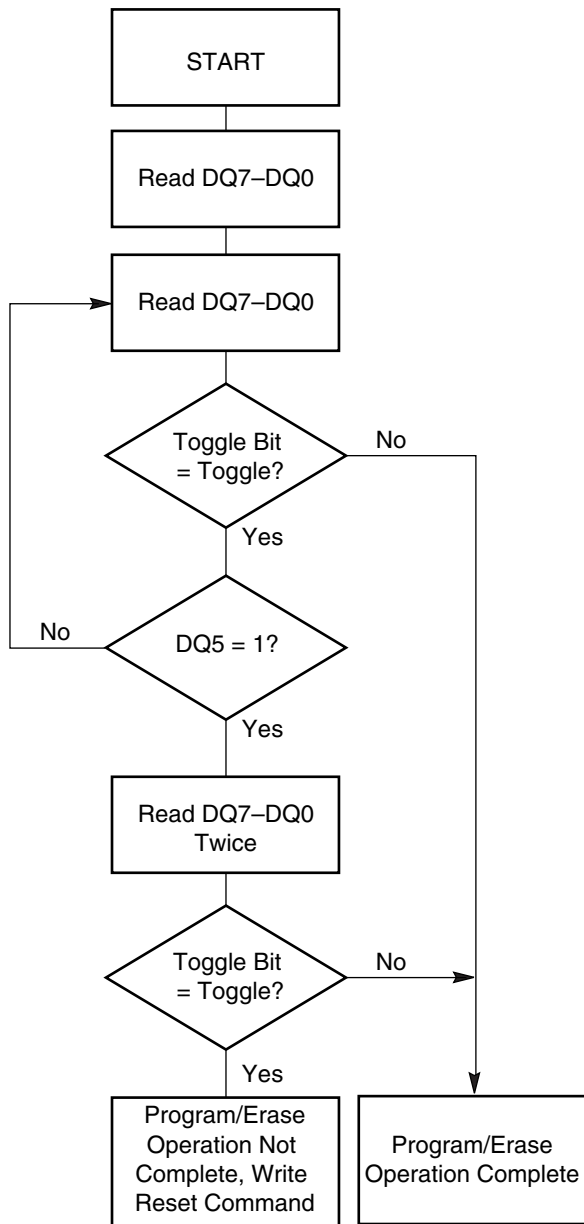 START
Read DQ7–DQ0
Read DQ7–DQ0
Toggle Bit
= Toggle?
No
Yes
No
DQ5 = 1?
Yes
Read DQ7–DQ0
Twice
Toggle Bit
= Toggle?
No
Yes
Program/Erase
Operation Not
Complete, Write
Reset Command
Program/Erase
Operation Complete